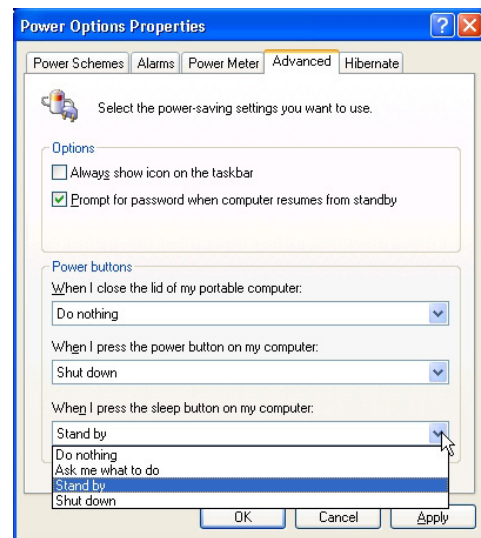 Power Options Properties
Power Schemes Alarms Power Meter Advanced Hibernate
Select the power-saving settings you want to use.
Options
Always show icon on the taskbar
Prompt for password when computer resumes from standby
Power buttons
When I close the lid of my portable computer:
Do nothing
When I press the power button on my computer:
Shut down
When I press the sleep button on my computer:
Stand by
Do nothing
Ask me what to do
Stand by
Shut down
OK Cancel Apply